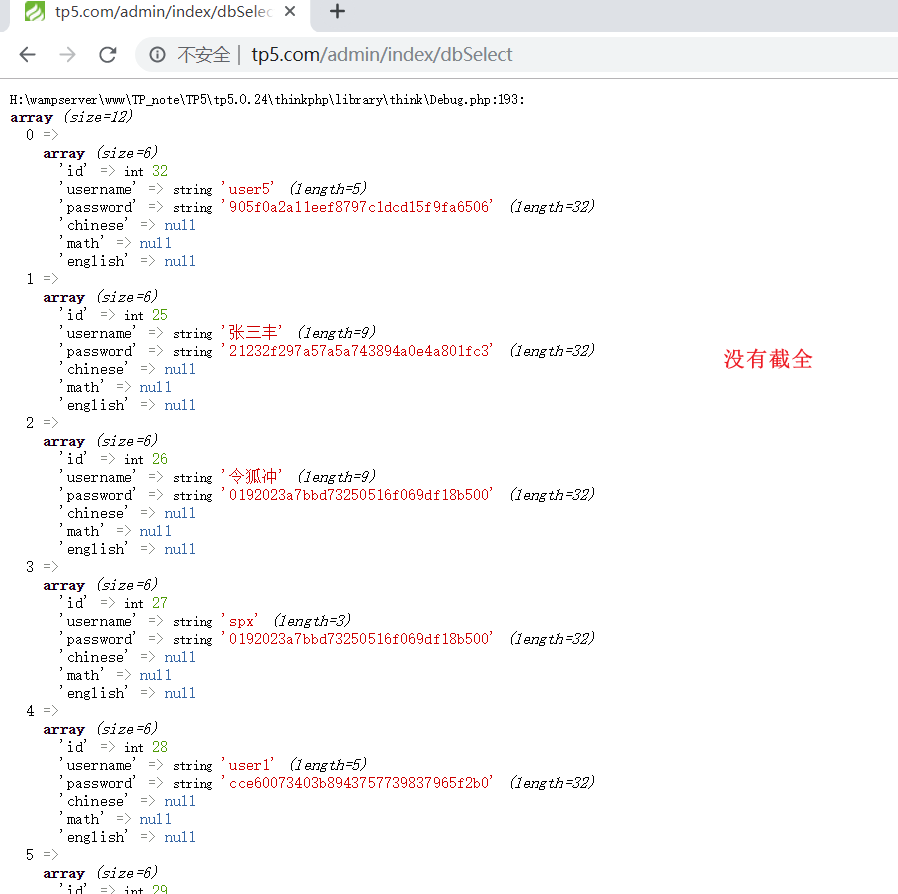 tp5.com/admin/index/dbSelec
不安全 | tp5.com/admin/index/dbSelect
H:\wampserver\www\TP_note\TP5\tp5.0.24\thinkphp\library\think\Debug.php:193:
array (size=12)
0 =>
array (size=6)
'id' => int 32
'username' => string 'user5' (length=5)
'password' => string '905f0a2a11eef8797c1dcd15f9fa6506' (length=32)
'chinese' => null
'math' => null
'english' => null
1 =>
array (size=6)
'id' => int 25
'username' => string '张三丰' (length=9)
'password' => string '21232f297a57a5a743894a0e4a801fc3' (length=32)
没有截全
'chinese' => null
'math' => null
'english' => null
2 =>
array (size=6)
'id' => int 26
'username' => string '令狐冲' (length=9)
'password' => string '0192023a7bbd73250516f069df18b500' (length=32)
'chinese' => null
'math' => null
'english' => null
3 =>
array (size=6)
'id' => int 27
'username' => string 'spx' (length=3)
'password' => string '0192023a7bbd73250516f069df18b500' (length=32)
'chinese' => null
'math' => null
'english' => null
4 =>
array (size=6)
'id' => int 28
'username' => string 'user1' (length=5)
'password' => string 'cce60073403b8943757739837965f2b0' (length=32)
'chinese' => null
'math' => null
'english' => null
5 =>
array (size=6)
'id' => int 29